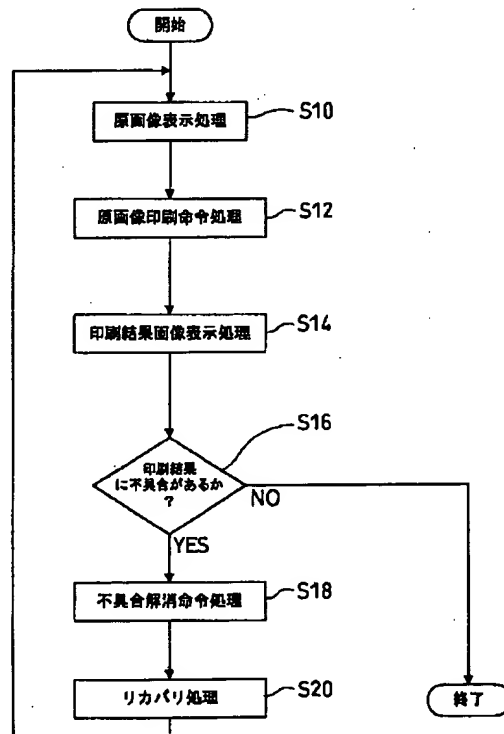 開始
原画像表示処理
S10
原画像印刷命令処理
S12
印刷結果画像表示処理
S14
S16
印刷結果
に不具合があるか
?
NO
YES
不具合解消命令処理
S18
リカバリ処理
S20
終了